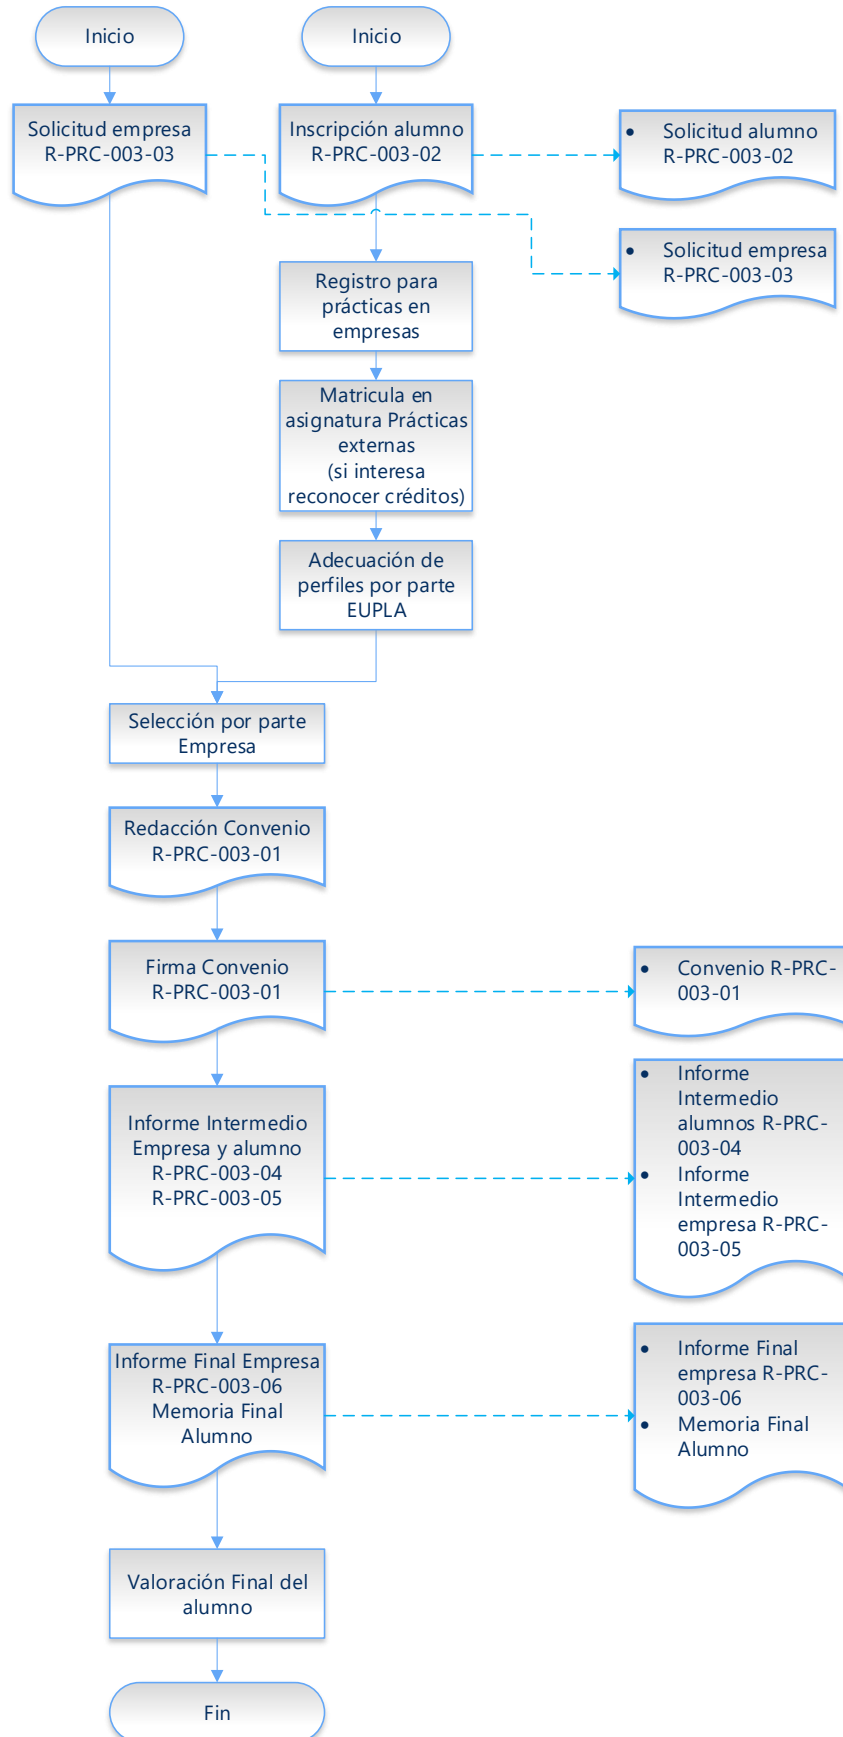 Inicio
Inicio
Solicitud empresa
R-PRC-003-03
Inscripción alumno
R-PRC-003-02
• Solicitud alumno
R-PRC-003-02
• Solicitud empresa
R-PRC-003-03
Registro para
prácticas en
empresas
Matricula en
asignatura Prácticas
externas
(si interesa
reconocer créditos)
Adecuación de
perfiles por parte
EUPLA
Selección por parte
Empresa
Redacción Convenio
R-PRC-003-01
Firma Convenio
R-PRC-003-01
• Convenio R-PRC-
003-01
Informe Intermedio
Empresa y alumno
R-PRC-003-04
R-PRC-003-05
• Informe
Intermedio
alumnos R-PRC-
003-04
• Informe
Intermedio
empresa R-PRC-
003-05
Informe Final Empresa
R-PRC-003-06
Memoria Final
Alumno
• Informe Final
empresa R-PRC-
003-06
• Memoria Final
Alumno
Valoración Final del
alumno
Fin